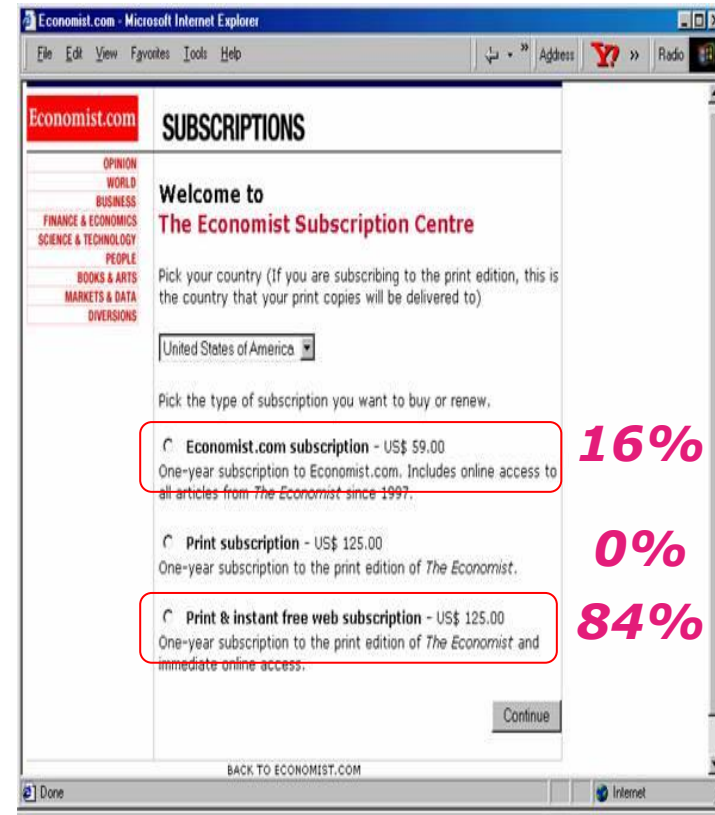 Economist.com - Microsoft Internet Explorer
File Edit View Favorites Tools Help
» Address Y? » Radio
Economist.com
SUBSCRIPTIONS
OPINION
WORLD
BUSINESS
FINANCE & ECONOMICS
SCIENCE & TECHNOLOGY
PEOPLE
BOOKS & ARTS
MARKETS & DATA
DIVERSIONS
Welcome to
The Economist Subscription Centre
Pick your country (If you are subscribing to the print edition, this is
the country that your print copies will be delivered to)
United States of America
Pick the type of subscription you want to buy or renew.
Economist.com subscription - US$ 59.00
One-year subscription to Economist.com. Includes online access to
all articles from The Economist since 1997.
16%
Print subscription - US$ 125.00
One-year subscription to the print edition of The Economist.
0%
Print & instant free web subscription - US$ 125.00
One-year subscription to the print edition of The Economist and
immediate online access.
84%
Continue
BACK TO ECONOMIST.COM
Done
Internet